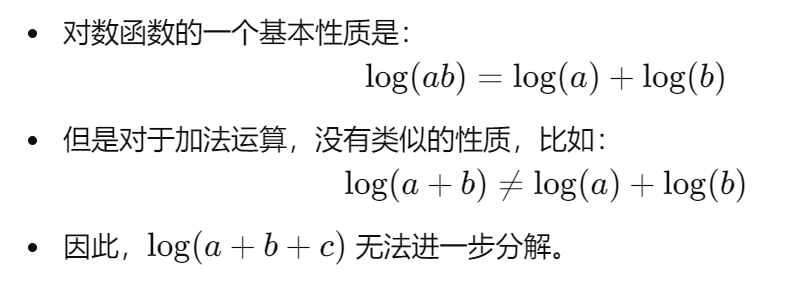 • 对数函数的一个基本性质是：
log(ab) = log(a) + log(b)
• 但是对于加法运算，没有类似的性质，比如：
log(a + b) ≠ log(a) + log(b)
• 因此，log(a + b + c) 无法进一步分解。